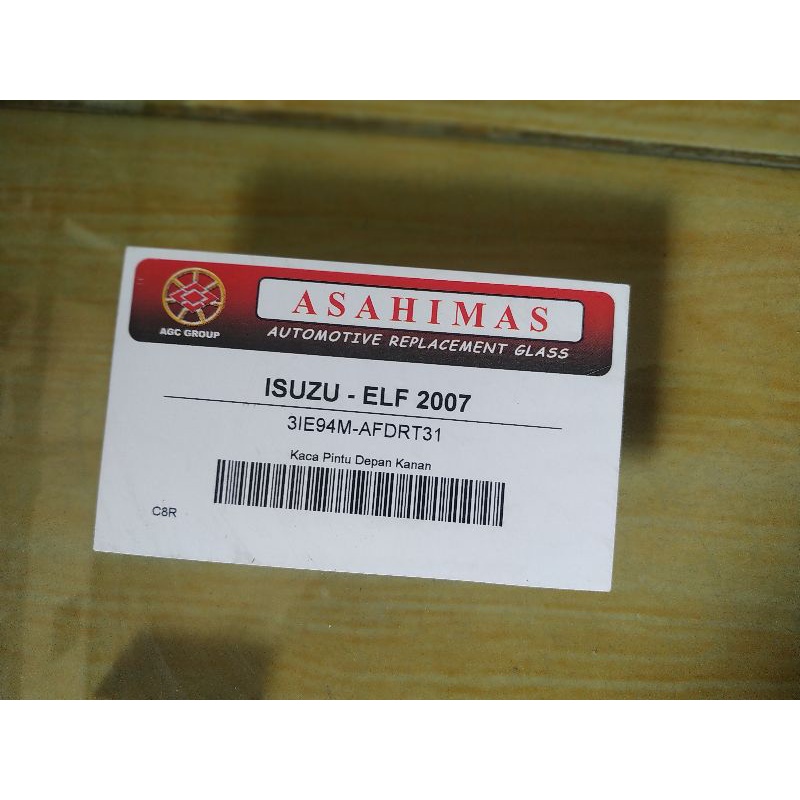 ASAHIMAS
AGC GROUP
AUTOMOTIVE REPLACEMENT GLASS
ISUZU - ELF 2007
3IE94M-AFDRT31
Kaca Pintu Depan Kanan
C8R